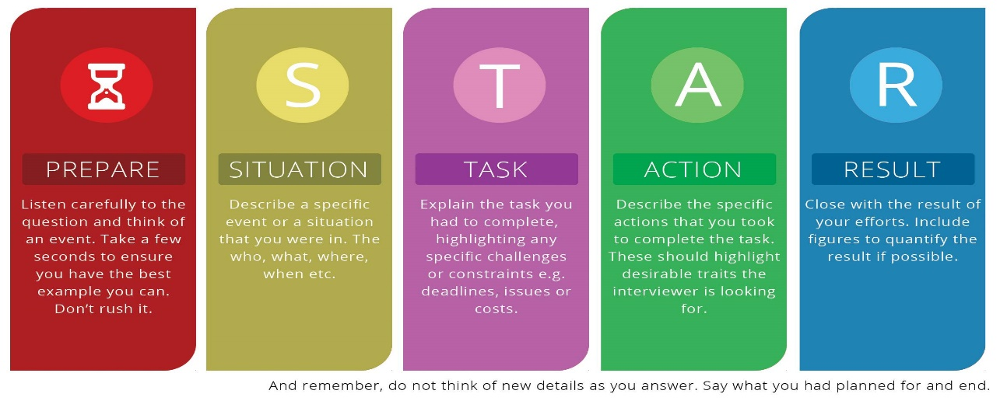 PREPARE
Listen carefully to the
question and think of
an event. Take a few
seconds to ensure
you have the best
example you can.
Don't rush it.
S
SITUATION
Describe a specific
event or a situation
that you were in. The
who, what, where,
when etc.
T
TASK
Explain the task you
had to complete,
highlighting any
specific challenges
or constraints e.g.
deadlines, issues or
costs.
A
ACTION
Describe the specific
actions that you took
to complete the task.
These should highlight
desirable traits the
interviewer is looking
for.
R
RESULT
Close with the result of
your efforts. Include
figures to quantify the
result if possible.
And remember, do not think of new details as you answer. Say what you had planned for and end.